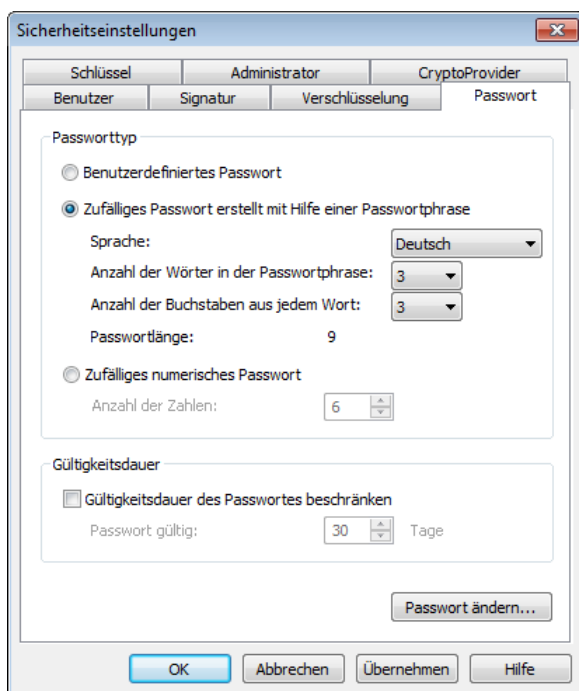 Sicherheitseinstellungen
Schlüssel Administrator CryptoProvider
Benutzer Signatur Verschlüsselung Passwort
Passworttyp
Benutzerdefiniertes Passwort
Zufälliges Passwort erstellt mit Hilfe einer Passwortphrase
Sprache: Deutsch
Anzahl der Wörter in der Passwortphrase: 3
Anzahl der Buchstaben aus jedem Wort: 3
Passwortlänge: 9
Zufälliges numerisches Passwort
Anzahl der Zahlen: 6
Gültigkeitsdauer
Gültigkeitsdauer des Passwortes beschränken
Passwort gültig: 30 Tage
Passwort ändern...
OK Abbrechen Übernehmen Hilfe